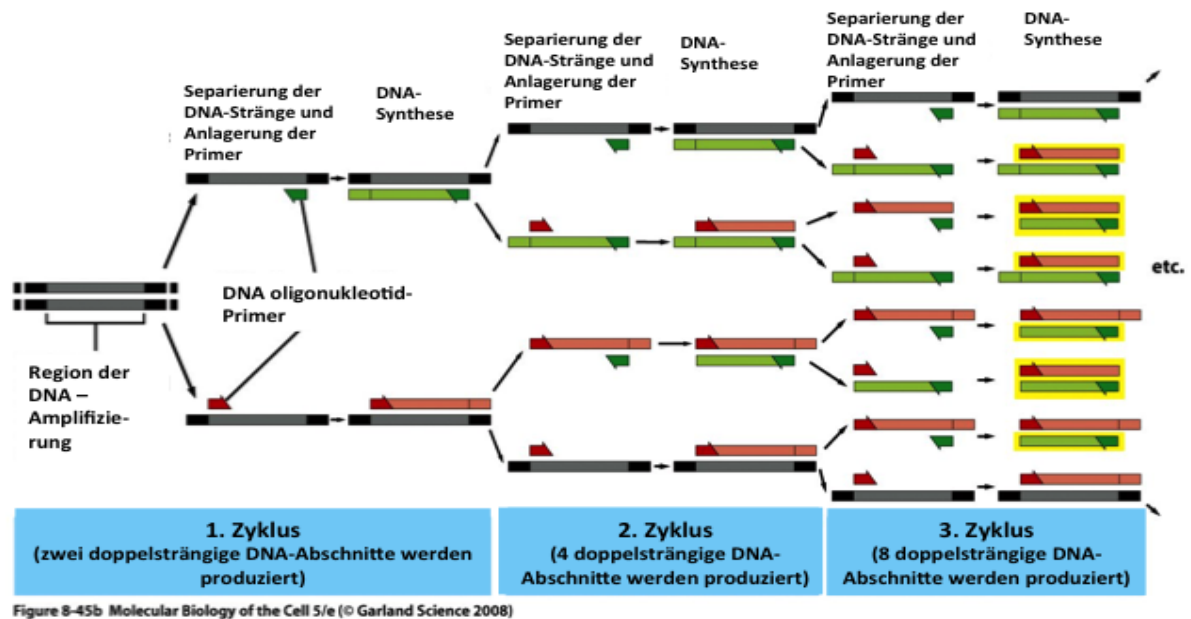 Separierung der
DNA-Stränge und
Anlagerung der
Primer
DNA-
Synthese
Separierung der
DNA-Stränge und
Anlagerung der
Primer
DNA-
Synthese
Separierung der
DNA-Stränge und
Anlagerung der
Primer
DNA-
Synthese
etc.
DNA oligonukleotid-
Primer
Region der
DNA –
Amplifizie-
rung
1. Zyklus
(zwei doppelsträngige DNA-Abschnitte werden
produziert)
2. Zyklus
(4 doppelsträngige DNA-
Abschnitte werden produziert)
3. Zyklus
(8 doppelsträngige DNA-
Abschnitte werden produziert)
Figure 8-45b Molecular Biology of the Cell 5/e (© Garland Science 2008)